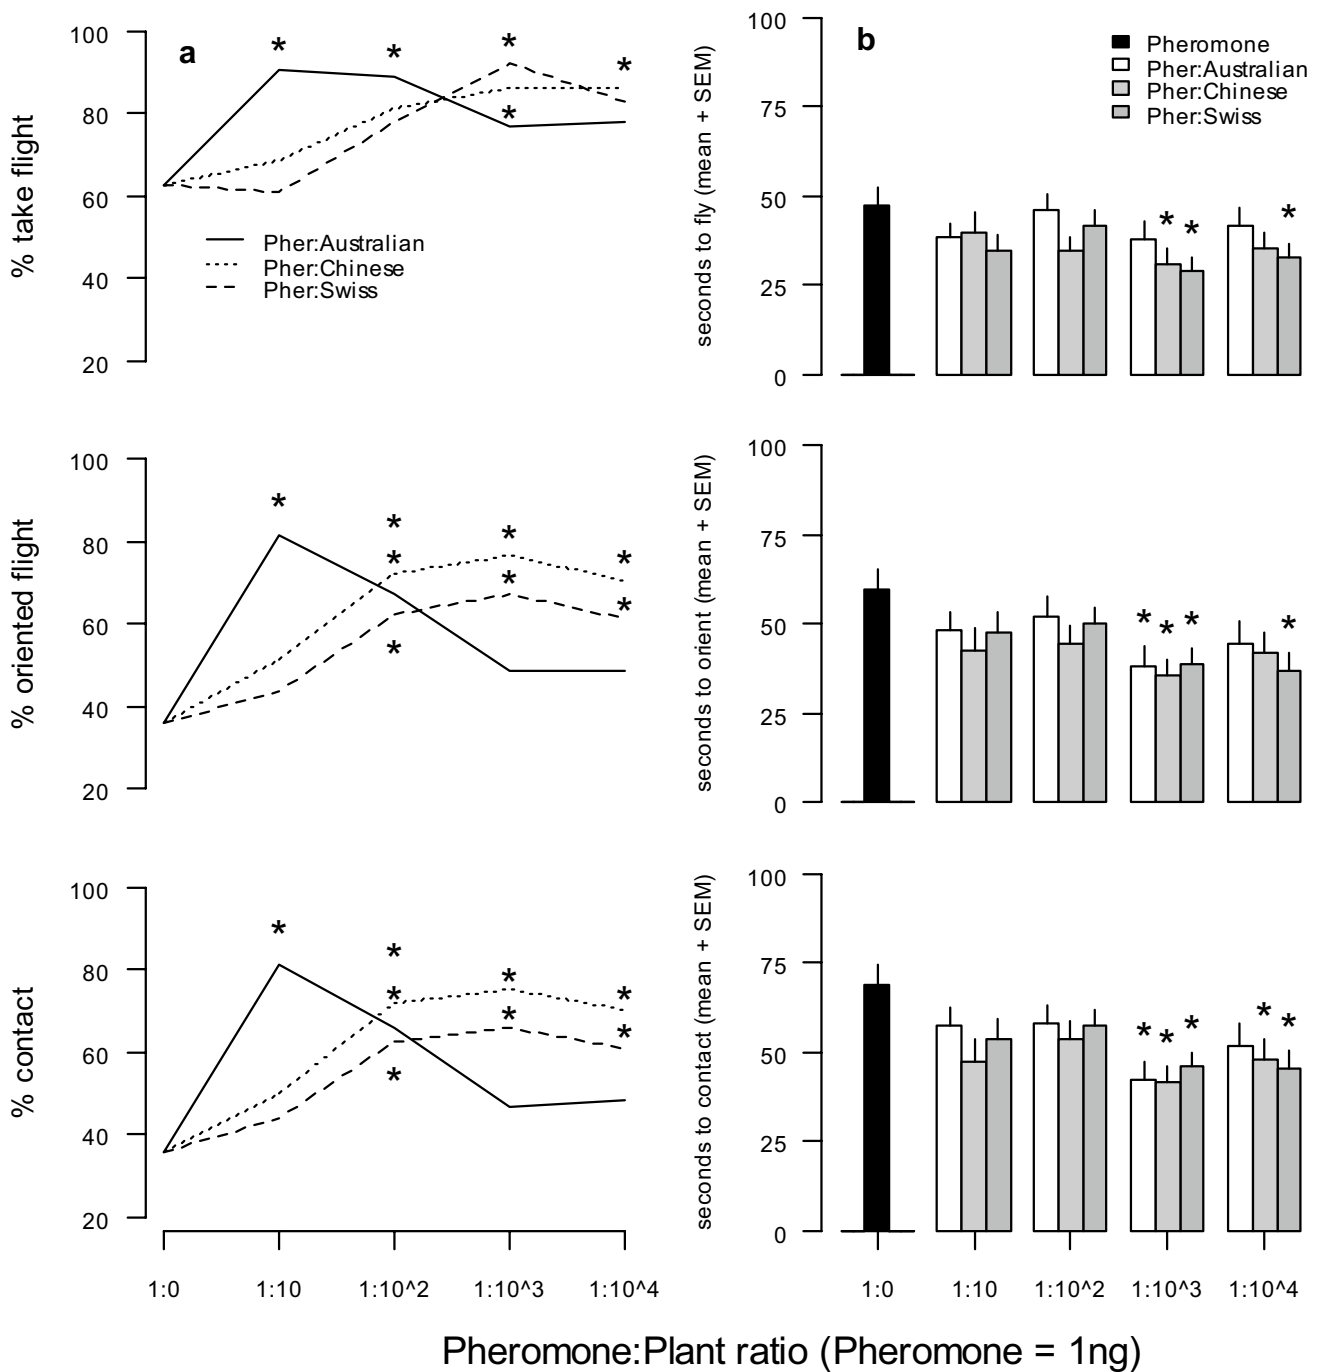 a
% take flight
100
80
60
40
20
* * * *
*
Pher:Australian
Pher:Chinese
Pher:Swiss
b
seconds to fly (mean + SEM)
100
75
50
25
0
Pheromone
Pher:Australian
Pher:Chinese
Pher:Swiss
* * *
% oriented flight
100
80
60
40
20
* * * *
* * *
*
seconds to orient (mean + SEM)
100
75
50
25
0
* * * *
% contact
100
80
60
40
20
* * * *
* * *
*
1:0 1:10 1:10^2 1:10^3 1:10^4
seconds to contact (mean + SEM)
100
75
50
25
0
* * * * *
1:0 1:10 1:10^2 1:10^3 1:10^4
Pheromone:Plant ratio (Pheromone = 1ng)